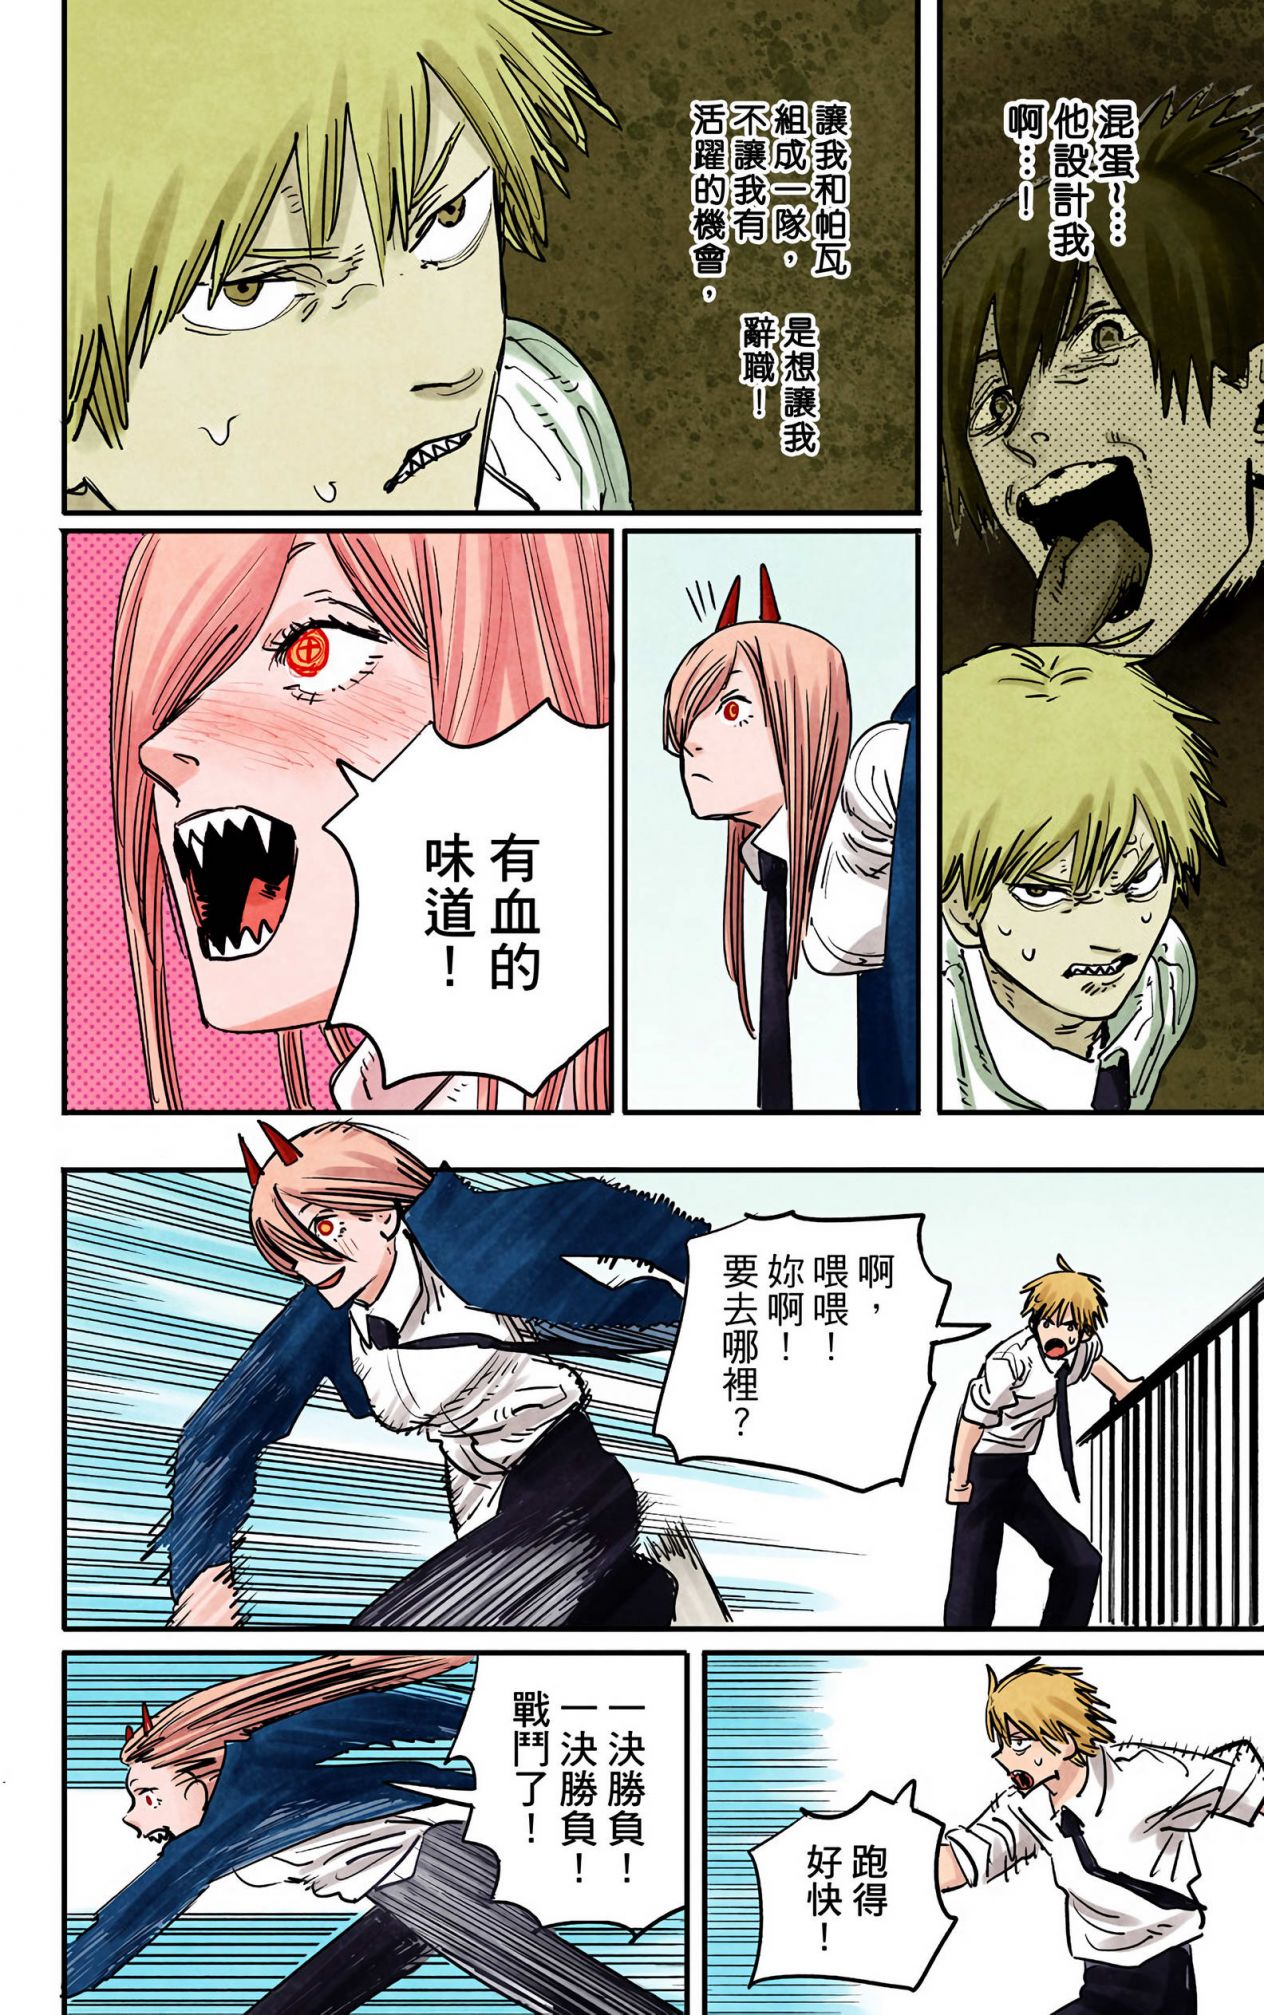 混蛋～…
他設計我
啊…！
讓我和帕瓦
組成一隊，
不讓我有
活躍的機會，
是想讓我
辭職！
有血的
味道！
啊，
喂喂！
妳啊！
要去哪裡？
跑得
好快！
一決勝負！
一決勝負！
戰鬥了！